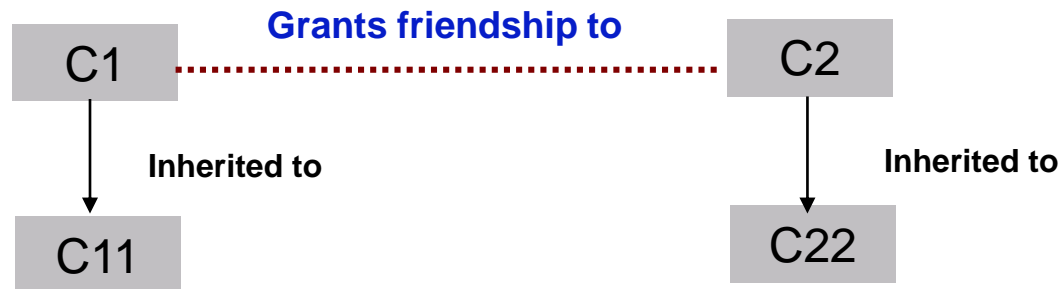 Grants friendship to
C1
C2
Inherited to
Inherited to
C11
C22